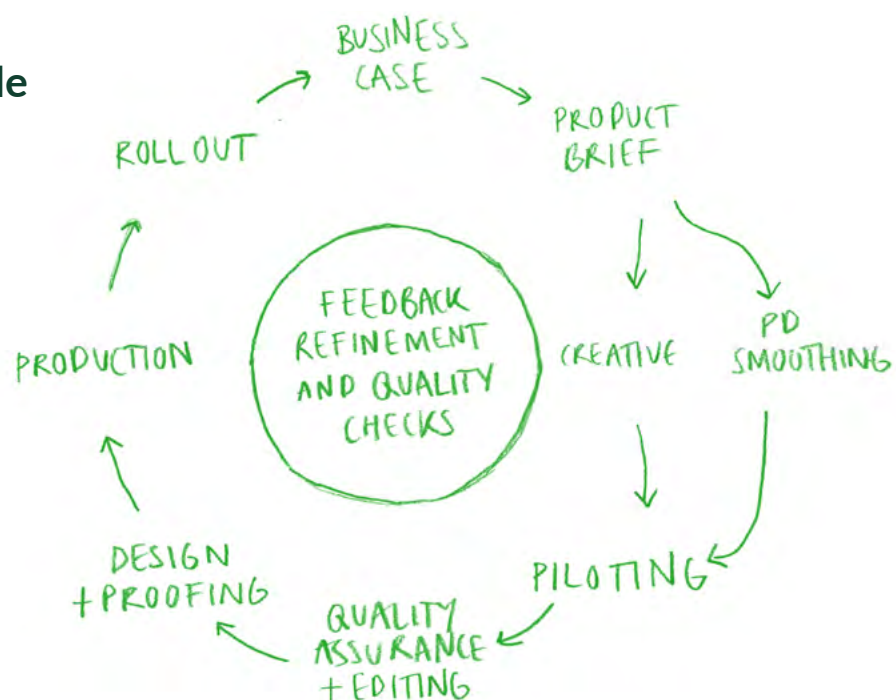 le
BUSINESS
CASE
PRODUCT
BRIEF
ROLL OUT
FEEDBACK
REFINEMENT
AND QUALITY
CHECKS
CREATIVE
PD
SMOOTHING
PRODUCTION
PILOTING
DESIGN
+ PROOFING
QUALITY
ASSURANCE
+ EDITING